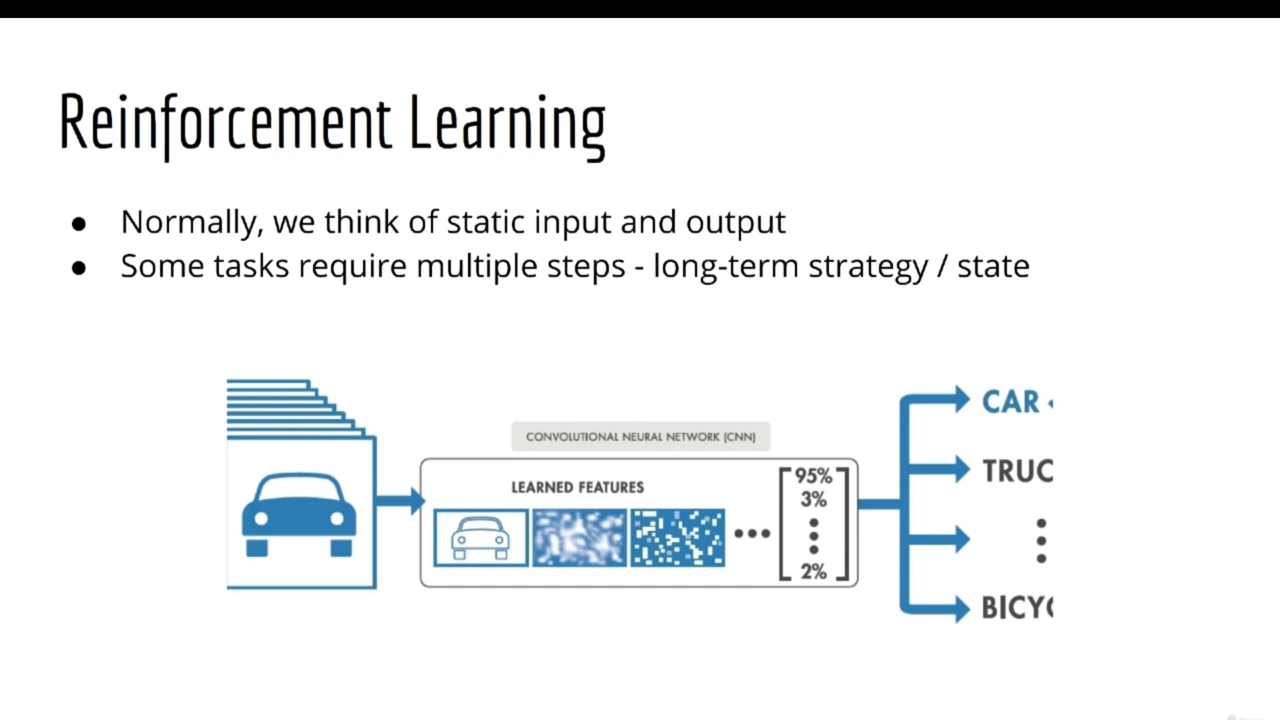 Reinforcement Learning
● Normally, we think of static input and output
● Some tasks require multiple steps - long-term strategy / state
CONVOLUTIONAL NEURAL NETWORK (CNN)
LEARNED FEATURES
95%
3%
2%
CAR
TRUC
BICY